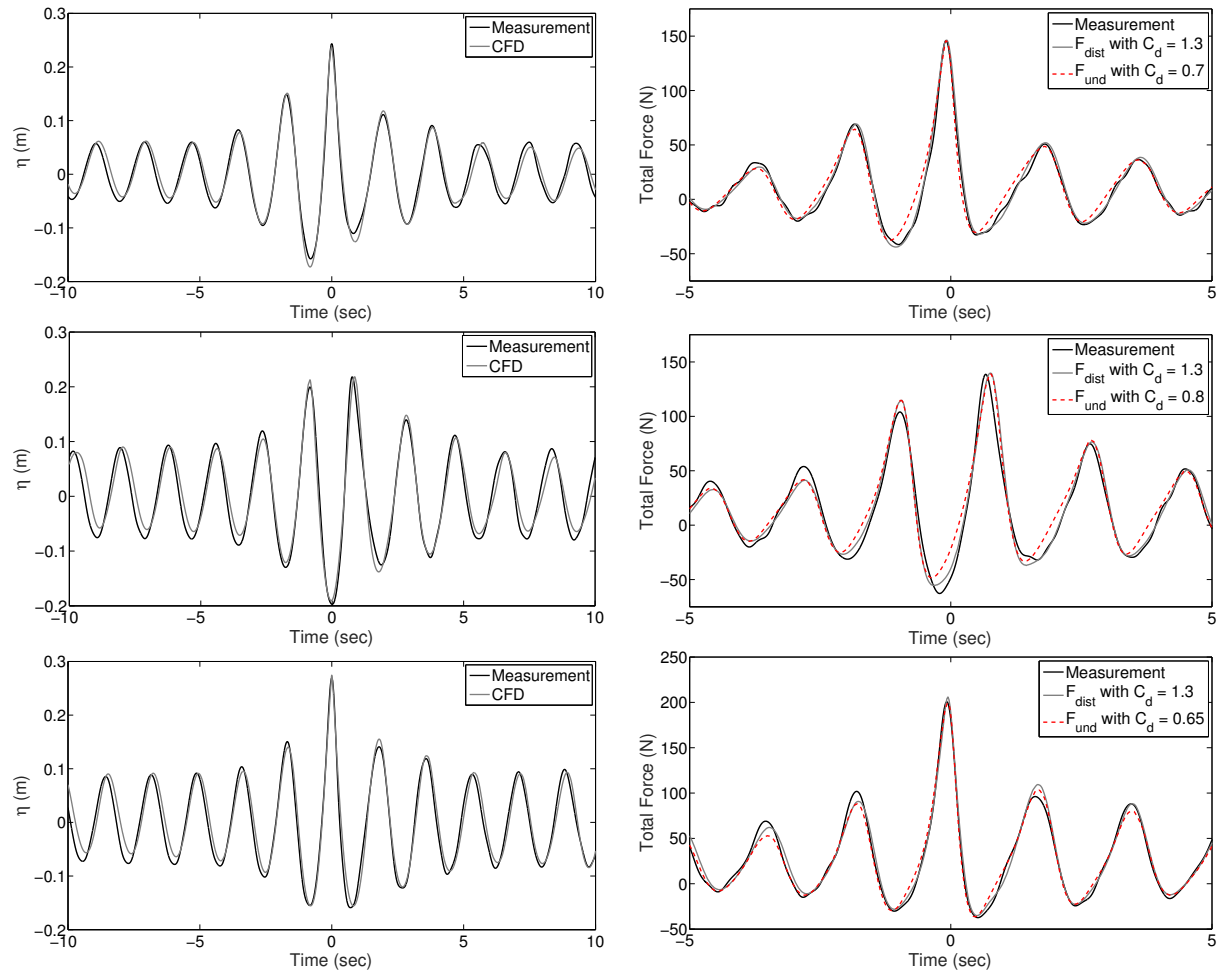 0.3
0.2
0.1
0
−0.1
−0.2
−10
−5
0
5
10
η (m)
Time (sec)
Measurement
CFD
150
100
50
0
−50
−5
0
5
Total Force (N)
Time (sec)
Measurement
F_dist with C_d = 1.3
F_und with C_d = 0.7
0.3
0.2
0.1
0
−0.1
−0.2
−10
−5
0
5
10
η (m)
Time (sec)
Measurement
CFD
150
100
50
0
−50
−5
0
5
Total Force (N)
Time (sec)
Measurement
F_dist with C_d = 1.3
F_und with C_d = 0.8
0.3
0.2
0.1
0
−0.1
−0.2
−10
−5
0
5
10
η (m)
Time (sec)
Measurement
CFD
250
200
150
100
50
0
−50
−5
0
5
Total Force (N)
Time (sec)
Measurement
F_dist with C_d = 1.3
F_und with C_d = 0.65